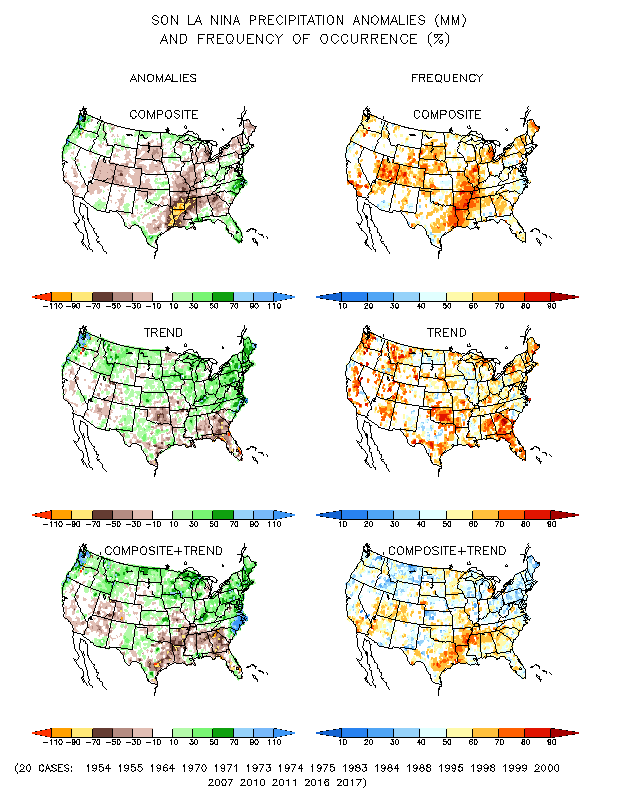 SON LA NINA PRECIPITATION ANOMALIES (MM)
AND FREQUENCY OF OCCURRENCE (%)
ANOMALIES FREQUENCY
COMPOSITE COMPOSITE
-110 -90 -70 -50 -30 -10 10 30 50 70 90 110 10 20 30 40 50 60 70 80 90
TREND TREND
-110 -90 -70 -50 -30 -10 10 30 50 70 90 110 10 20 30 40 50 60 70 80 90
COMPOSITE+TREND COMPOSITE+TREND
-110 -90 -70 -50 -30 -10 10 30 50 70 90 110 10 20 30 40 50 60 70 80 90
(20 CASES: 1954 1955 1964 1970 1971 1973 1974 1975 1983 1984 1988 1995 1998 1999 2000
2007 2010 2011 2016 2017)